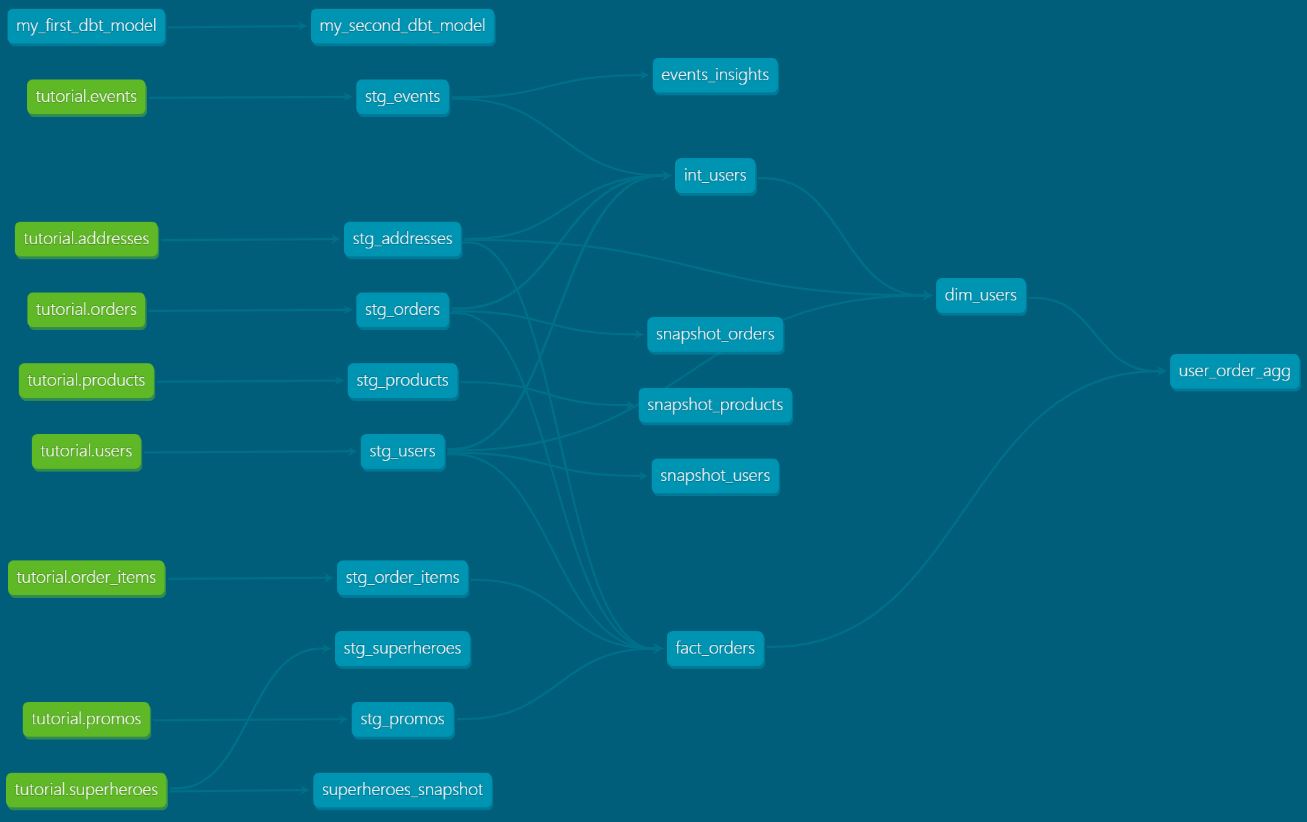 my_first_dbt_model
my_second_dbt_model
events_insights
tutorial.events
stg_events
int_users
tutorial.addresses
stg_addresses
dim_users
tutorial.orders
stg_orders
snapshot_orders
user_order_agg
tutorial.products
stg_products
snapshot_products
tutorial.users
stg_users
snapshot_users
tutorial.order_items
stg_order_items
stg_superheroes
fact_orders
tutorial.promos
stg_promos
tutorial.superheroes
superheroes_snapshot